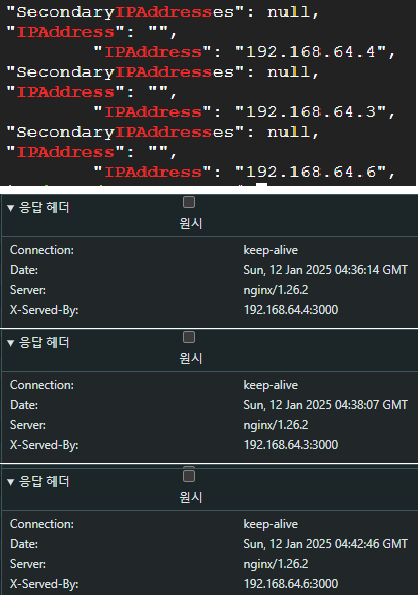 "SecondaryIPAddresses": null,
"IPAddress": "",
"IPAddress": "192.168.64.4",
"SecondaryIPAddresses": null,
"IPAddress": "",
"IPAddress": "192.168.64.3",
"SecondaryIPAddresses": null,
"IPAddress": "",
"IPAddress": "192.168.64.6",
▼ 응답 헤더
원시
Connection: keep-alive
Date: Sun, 12 Jan 2025 04:36:14 GMT
Server: nginx/1.26.2
X-Served-By: 192.168.64.4:3000
▼ 응답 헤더
원시
Connection: keep-alive
Date: Sun, 12 Jan 2025 04:38:07 GMT
Server: nginx/1.26.2
X-Served-By: 192.168.64.3:3000
▼ 응답 헤더
원시
Connection: keep-alive
Date: Sun, 12 Jan 2025 04:42:46 GMT
Server: nginx/1.26.2
X-Served-By: 192.168.64.6:3000